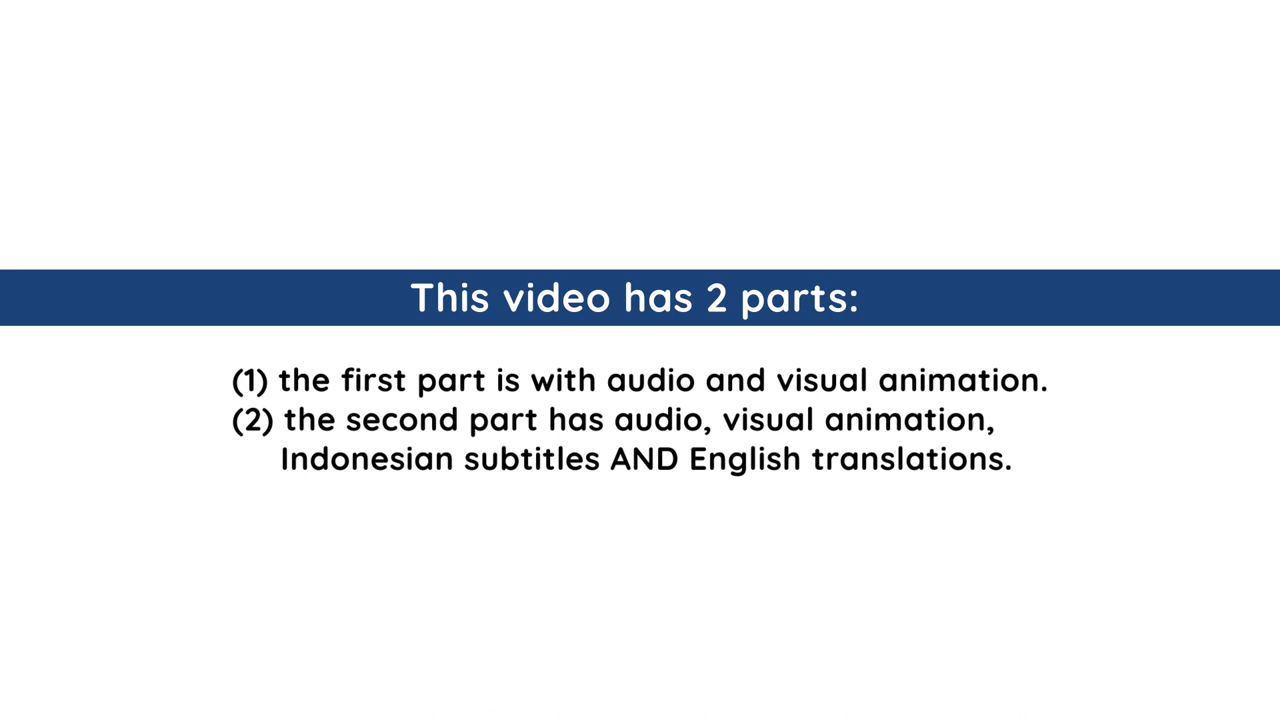 This video has 2 parts:
(1) the first part is with audio and visual animation.
(2) the second part has audio, visual animation,
Indonesian subtitles AND English translations.